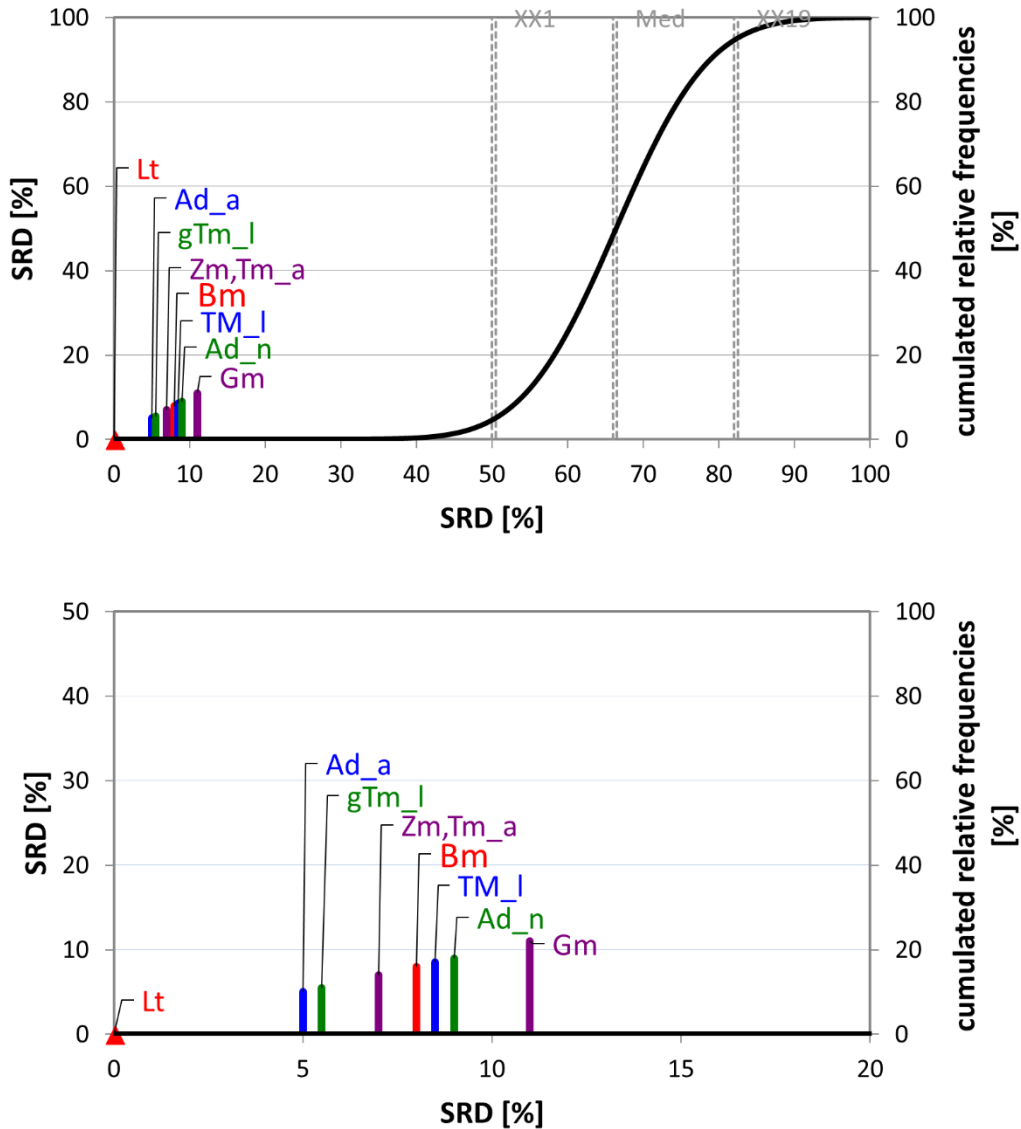 100 XX1 Med XX19 100
80 80
60 60
40 40
20 20
0 0
SRD [%]
cumulated relative frequencies
[%]
Lt
Ad_a
gTm_l
Zm,Tm_a
Bm
TM_l
Ad_n
Gm
0 10 20 30 40 50 60 70 80 90 100
SRD [%]
50 100
40 80
30 60
20 40
10 20
0 0
SRD [%]
cumulated relative frequencies
[%]
Ad_a
gTm_l
Zm,Tm_a
Bm
TM_l
Ad_n
Gm
Lt
0 5 10 15 20
SRD [%]